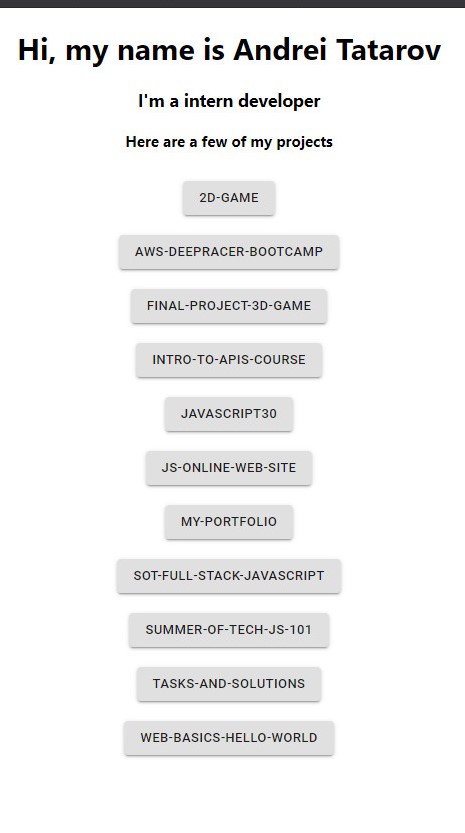 Hi, my name is Andrei Tatarov
I'm a intern developer
Here are a few of my projects
2D-GAME
AWS-DEEPRACER-BOOTCAMP
FINAL-PROJECT-3D-GAME
INTRO-TO-APIS-COURSE
JAVASCRIPT30
JS-ONLINE-WEB-SITE
MY-PORTFOLIO
SOT-FULL-STACK-JAVASCRIPT
SUMMER-OF-TECH-JS-101
TASKS-AND-SOLUTIONS
WEB-BASICS-HELLO-WORLD